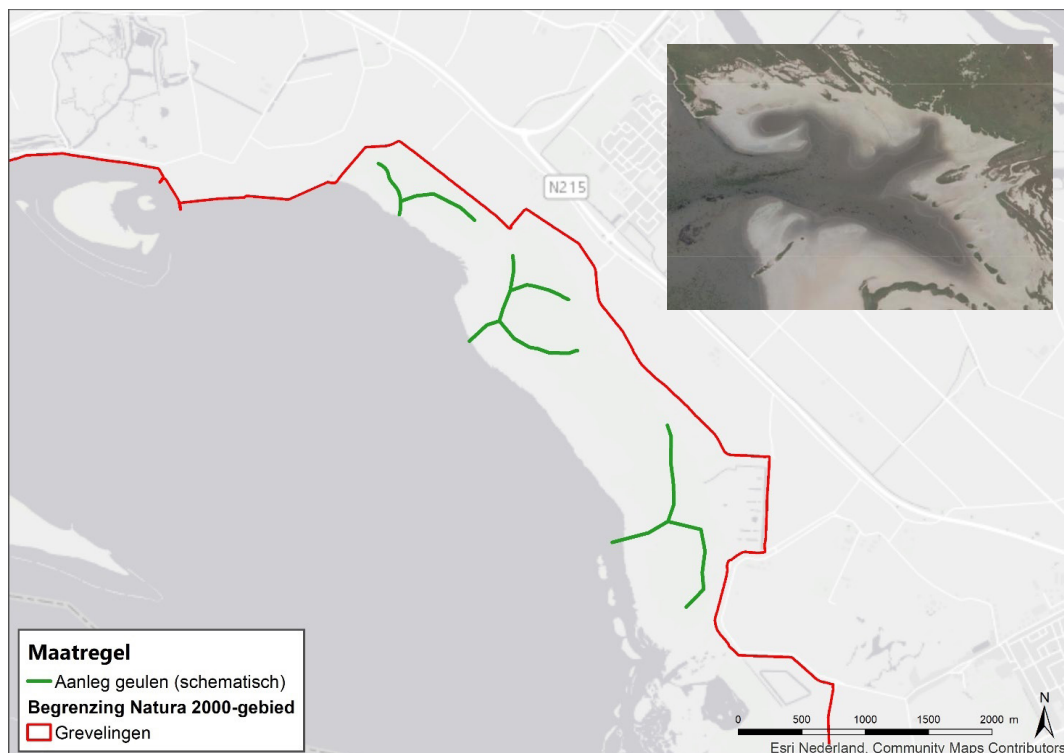 N215
Maatregel
Aanleg geulen (schematisch)
Begrenzing Natura 2000-gebied
Grevelingen
N
0 500 1000 1500 2000 m
Esri Nederland, Community Maps Contributors